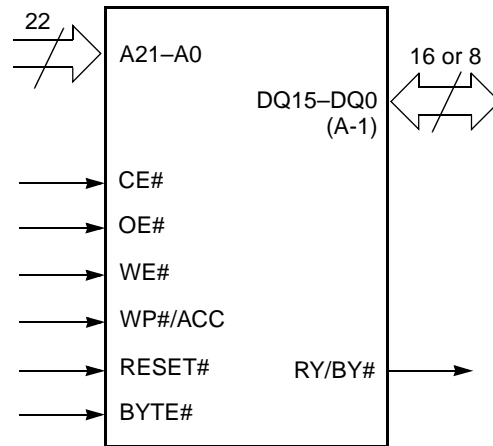 22
A21–A0
16 or 8
DQ15–DQ0
(A-1)
CE#
OE#
WE#
WP#/ACC
RESET#
RY/BY#
BYTE#